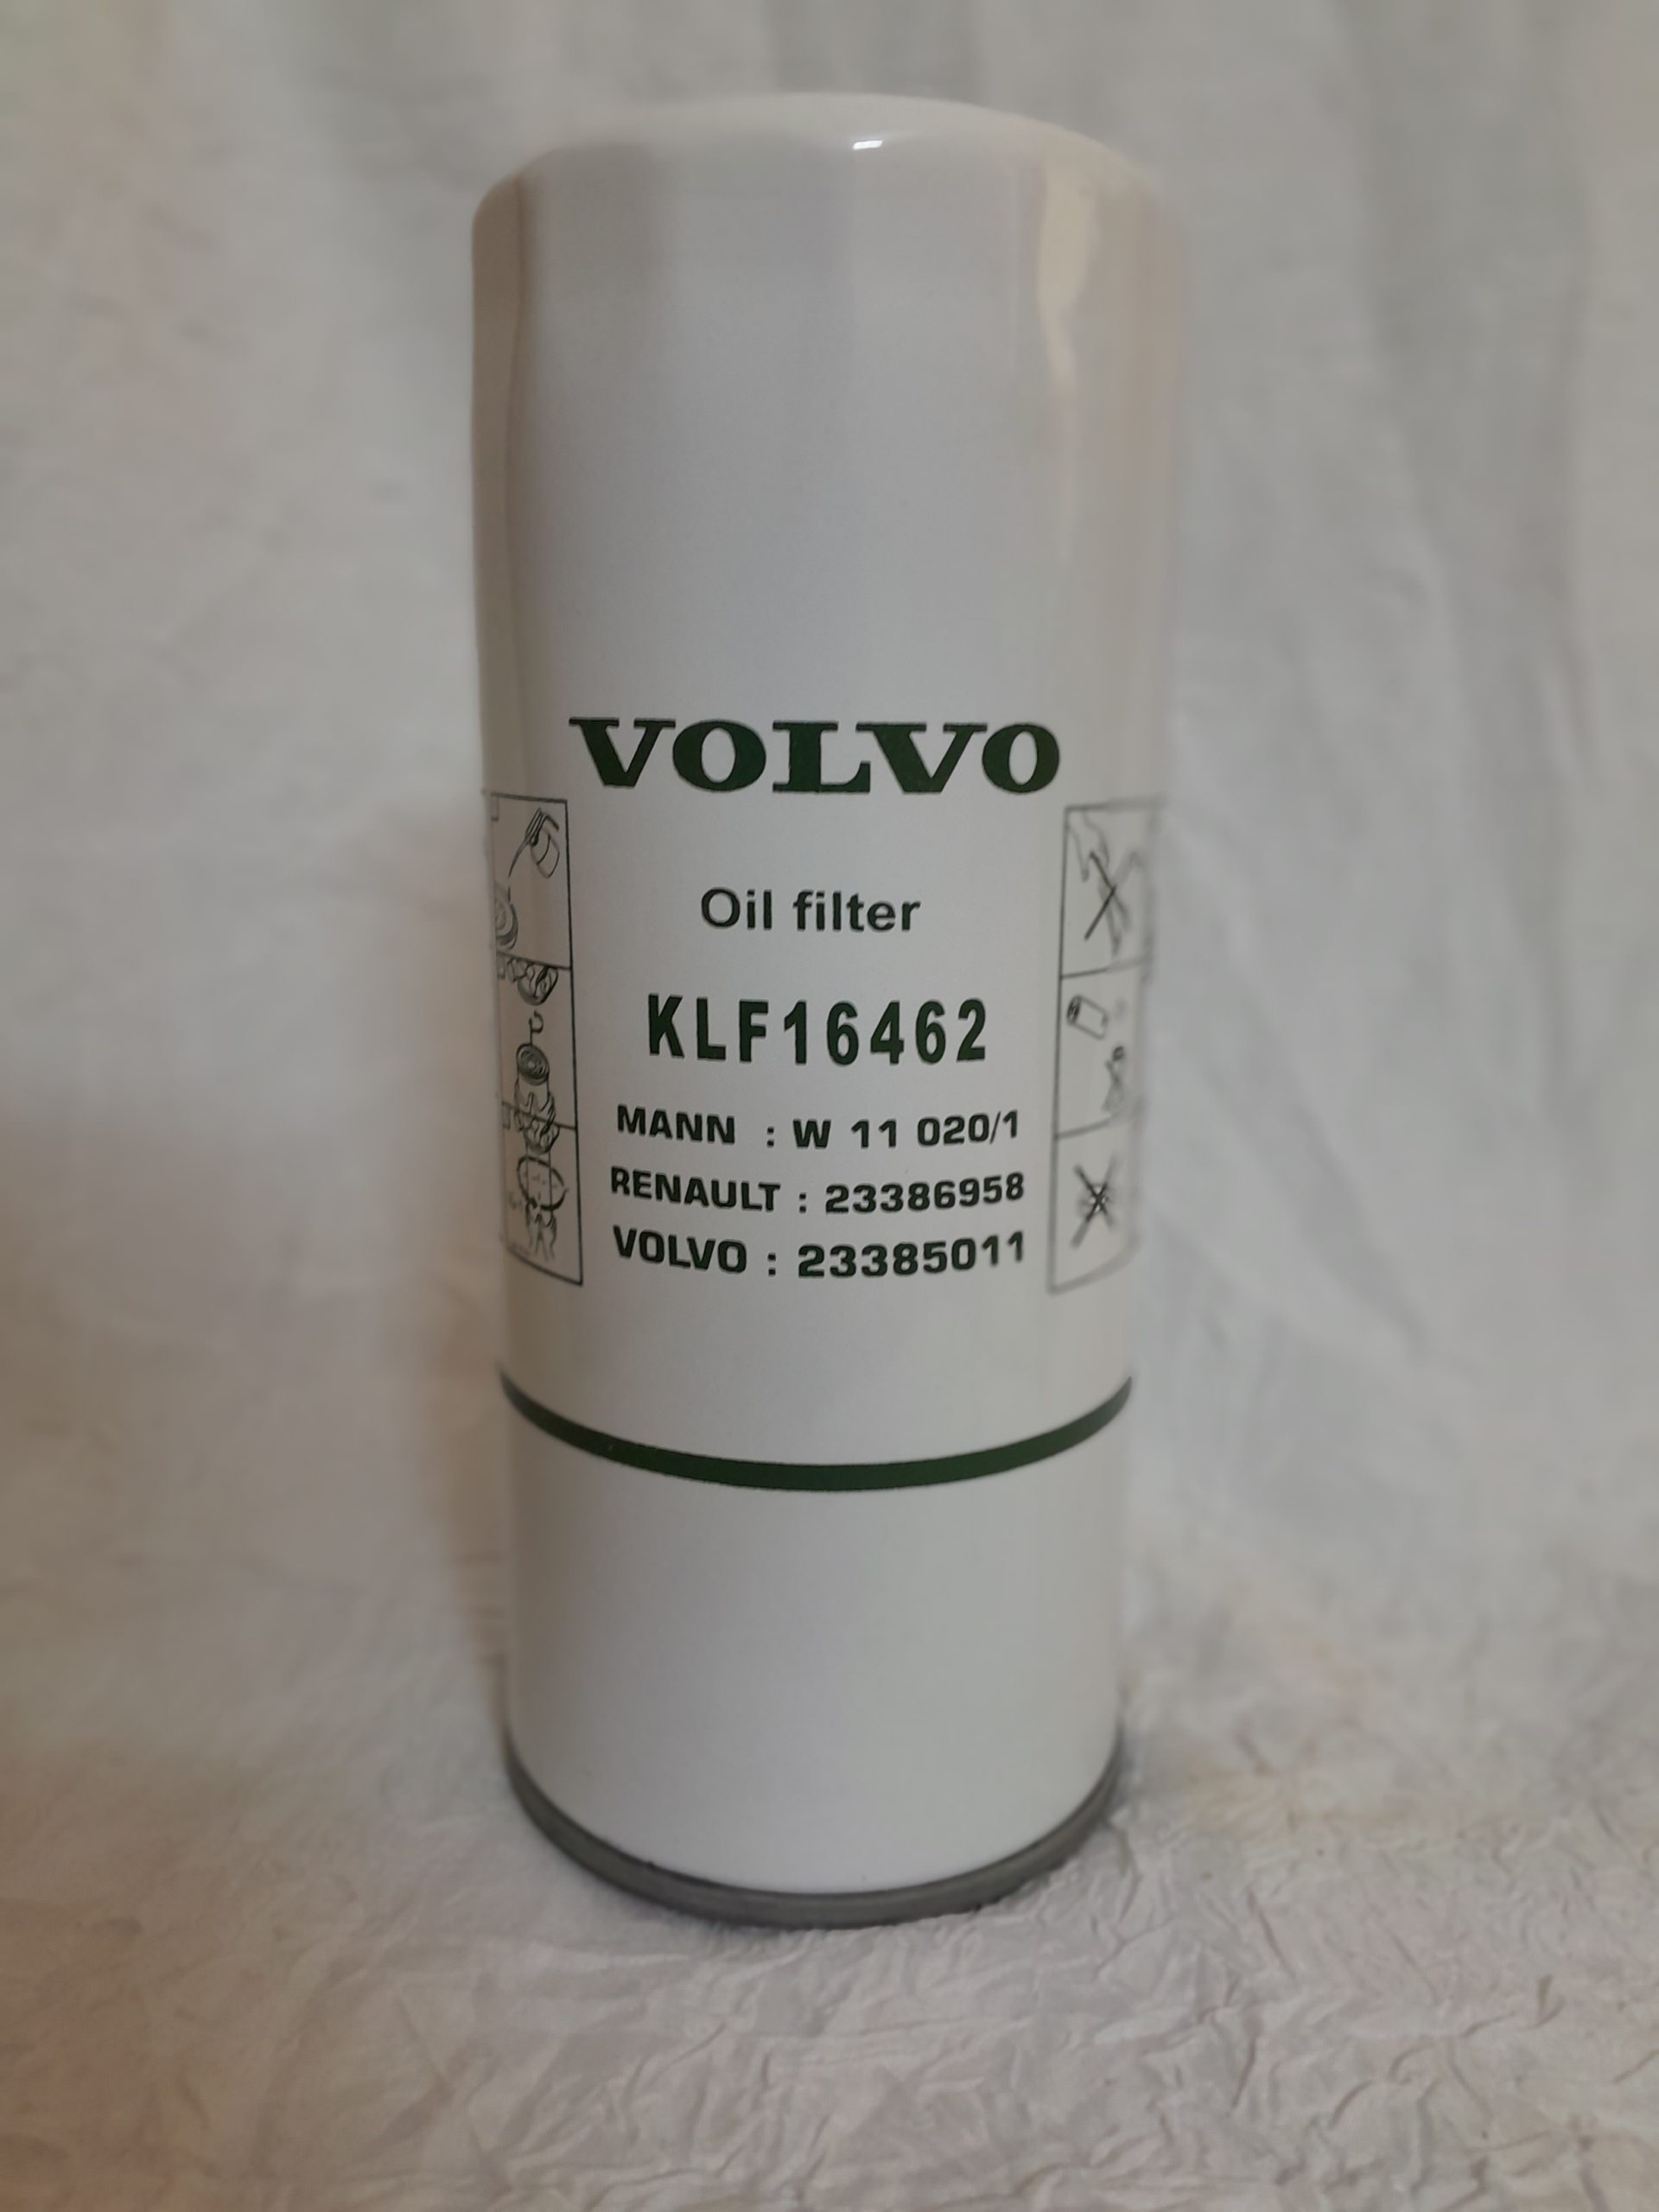 VOLVO
Oil filter
KLF16462
MANN : W 11 020/1
RENAULT : 23386958
VOLVO : 23385011